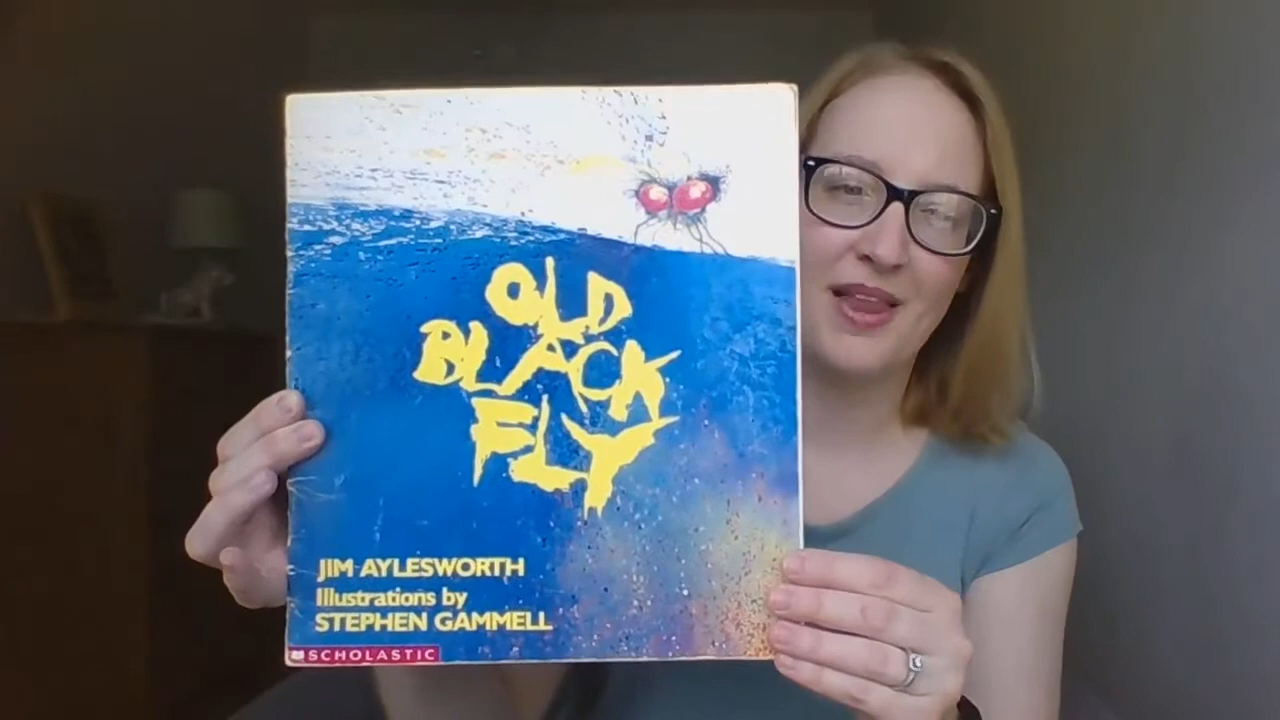 OLD
BLACK
FLY
JIM AYLESWORTH
Illustrations by
STEPHEN GAMMELL
SCHOLASTIC